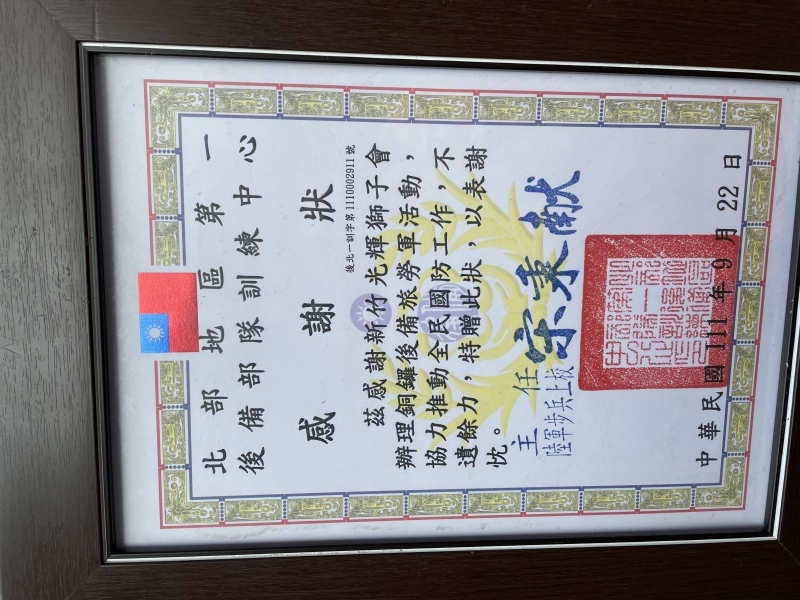 北部地區第一
後備部隊訓練中心
感謝狀
後北一訓字第1110002911號
茲感謝新竹光輝獅子會
辦理銅鑼後備旅勞軍活動，
協力推動全民國防工作，不
遺餘力，特贈此狀，以表謝
忱。
主任
陸軍步兵上校
宋秉獻
中華民國111年9月22日